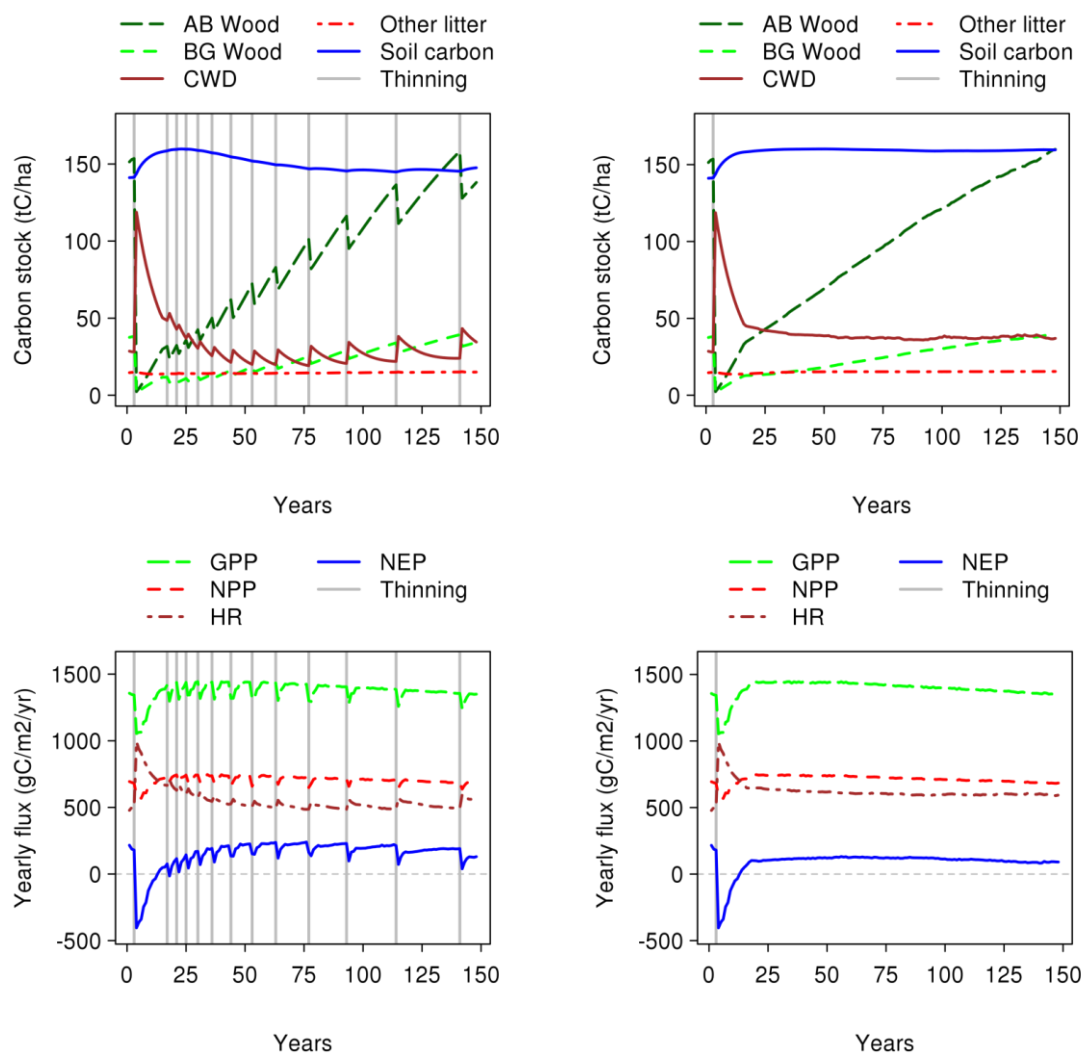 AB Wood Other litter
BG Wood Soil carbon
CWD Thinning
150
100
50
0
Carbon stock (tC/ha)
0 25 50 75 100 125 150
Years
AB Wood Other litter
BG Wood Soil carbon
CWD Thinning
150
100
50
0
Carbon stock (tC/ha)
0 25 50 75 100 125 150
Years
GPP NEP
NPP Thinning
HR
1500
1000
500
0
-500
Yearly flux (gC/m2/yr)
0 25 50 75 100 125 150
Years
GPP NEP
NPP Thinning
HR
1500
1000
500
0
-500
Yearly flux (gC/m2/yr)
0 25 50 75 100 125 150
Years